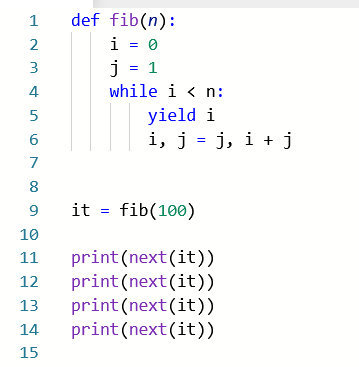 1 def fib(n):
2     i = 0
3     j = 1
4     while i < n:
5         yield i
6         i, j = j, i + j
7
8
9 it = fib(100)
10
11 print(next(it))
12 print(next(it))
13 print(next(it))
14 print(next(it))
15